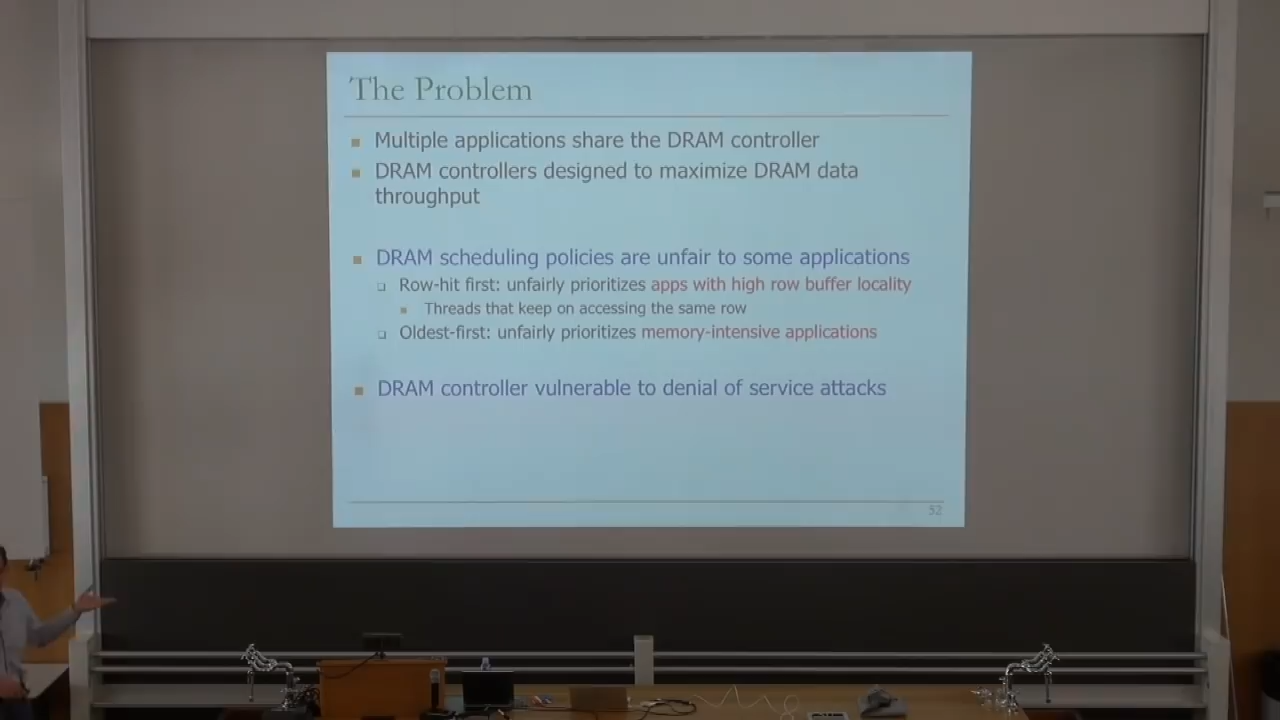 The Problem
Multiple applications share the DRAM controller
DRAM controllers designed to maximize DRAM data
throughput
DRAM scheduling policies are unfair to some applications
Row-hit first: unfairly prioritizes apps with high row buffer locality
Threads that keep on accessing the same row
Oldest-first: unfairly prioritizes memory-intensive applications
DRAM controller vulnerable to denial of service attacks
52